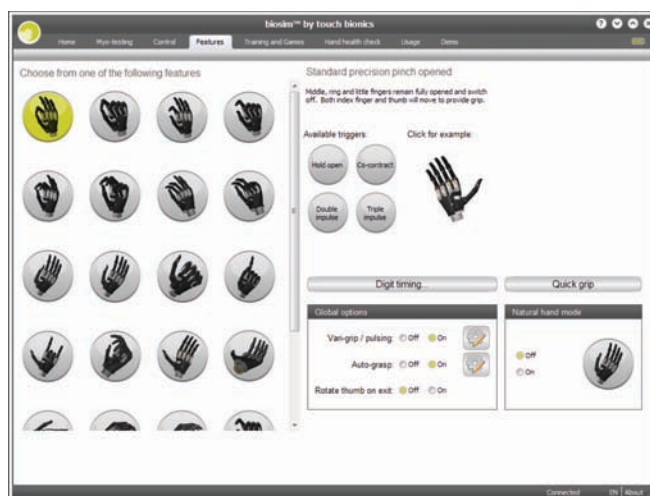 biosim™ by touch bionics
Home Myo-testing Control Features Training and Games Hand health check Usage Demo
Choose from one of the following features
Standard precision pinch opened
Middle, ring and little fingers remain fully opened and switch
off. Both index finger and thumb will move to provide grip.
Available triggers: Click for example:
Hold open Co-contract
Double
impulse
Triple
impulse
Digit timing... Quick grip
Global options Natural hand mode
Vari-grip / pulsing: Off On
Auto-grasp: Off On
Rotate thumb on exit: Off On
Off
On
Connected EN About